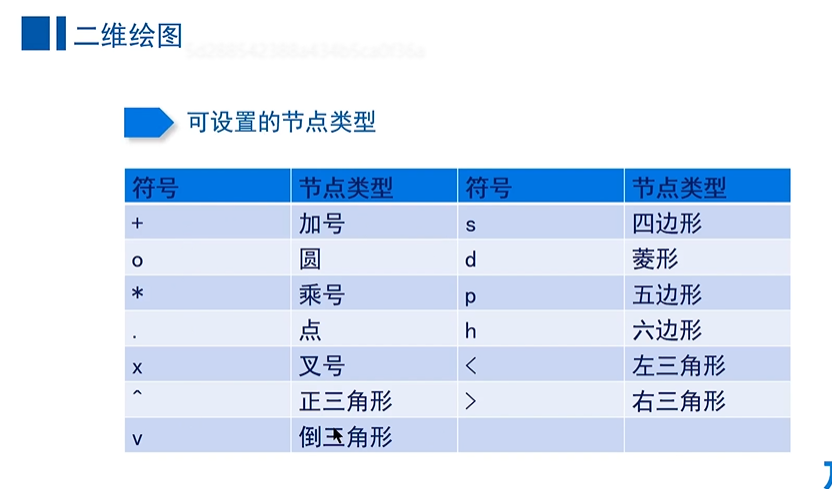 二维绘图
可设置的节点类型
符号 节点类型 符号 节点类型
+ 加号 s 四边形
o 圆 d 菱形
* 乘号 p 五边形
. 点 h 六边形
x 叉号 < 左三角形
^ 正三角形 > 右三角形
v 倒三角形